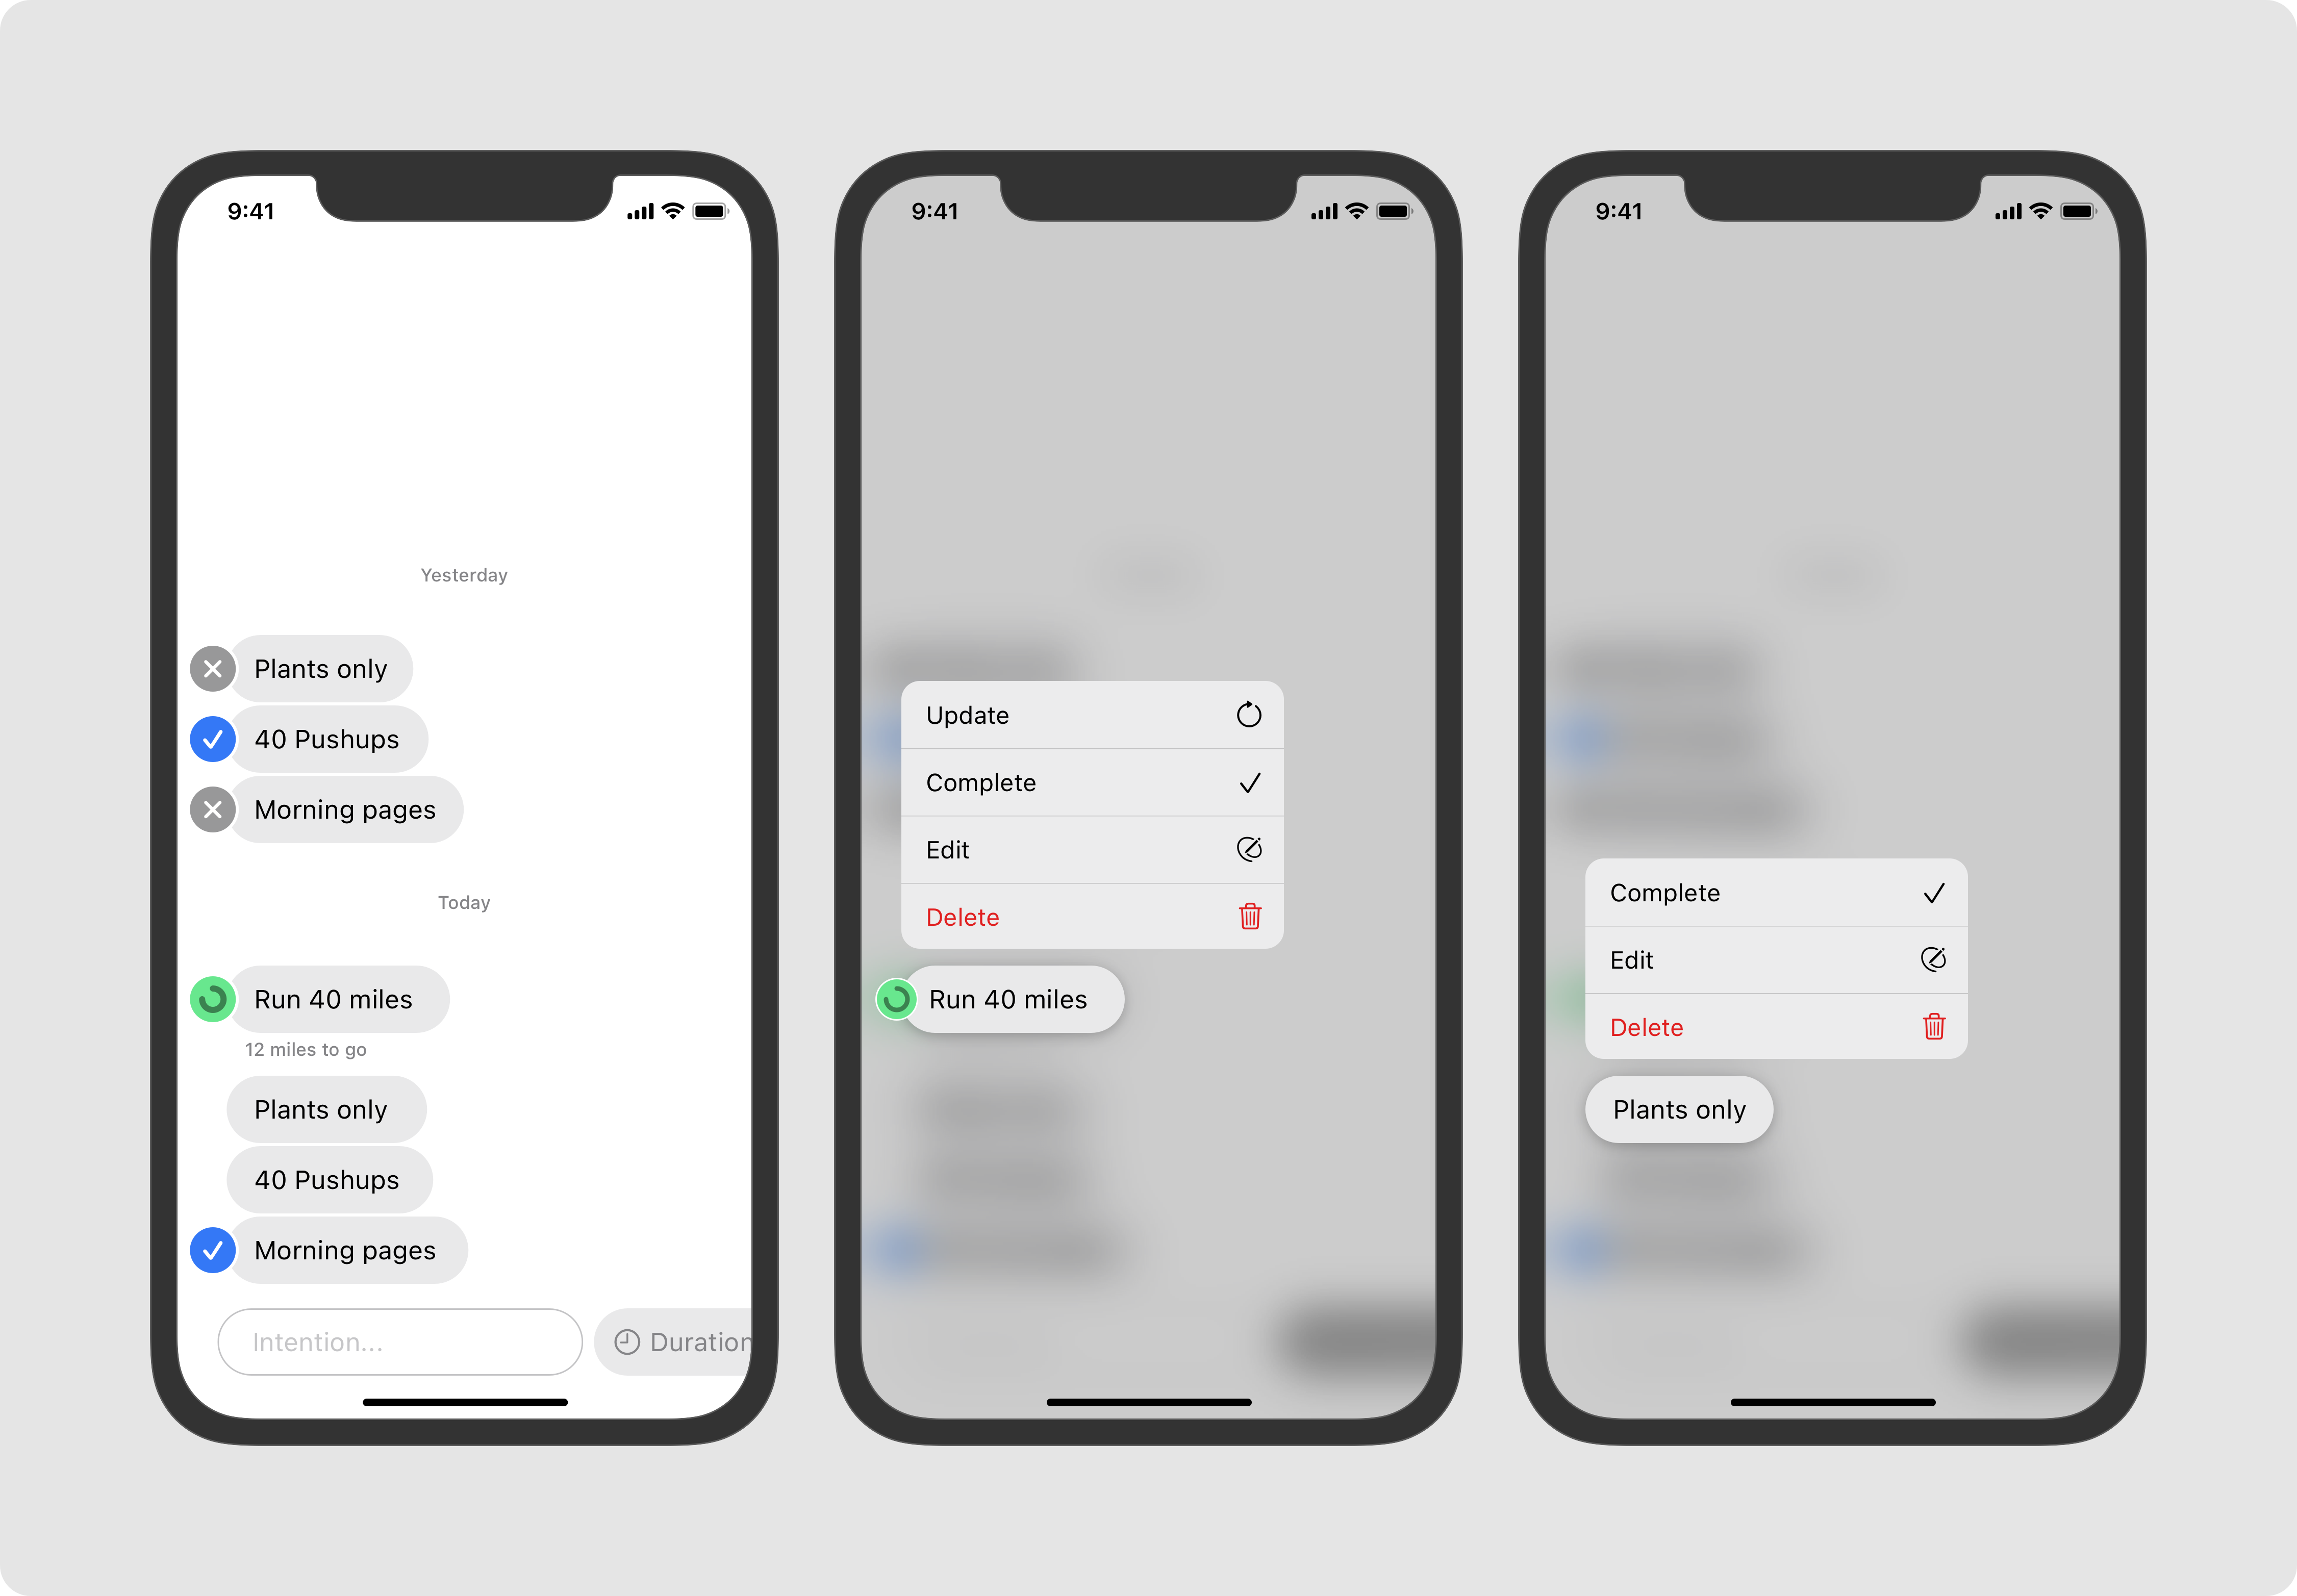 9:41
Yesterday
Plants only
40 Pushups
Morning pages
Today
Run 40 miles
12 miles to go
Plants only
40 Pushups
Morning pages
Intention...
Duration
9:41
Update
Complete
Edit
Delete
Run 40 miles
9:41
Complete
Edit
Delete
Plants only